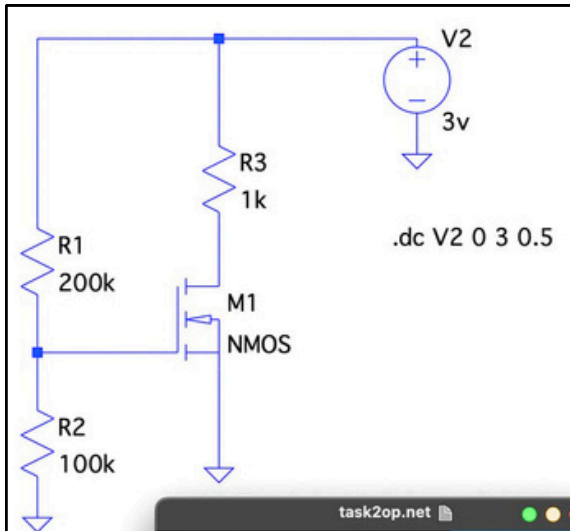 V2
3v
R3
1k
.dc V2 0 3 0.5
R1
200k
M1
NMOS
R2
100k
task2op.net